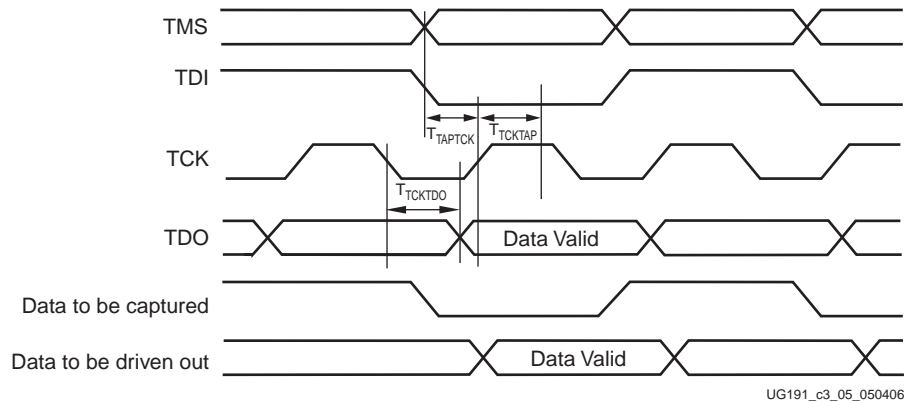 TMS
TDI
TTAPTCK TTCKTAP
TCK
TTCKTDO
TDO
Data Valid
Data to be captured
Data to be driven out
Data Valid
UG191_c3_05_050406